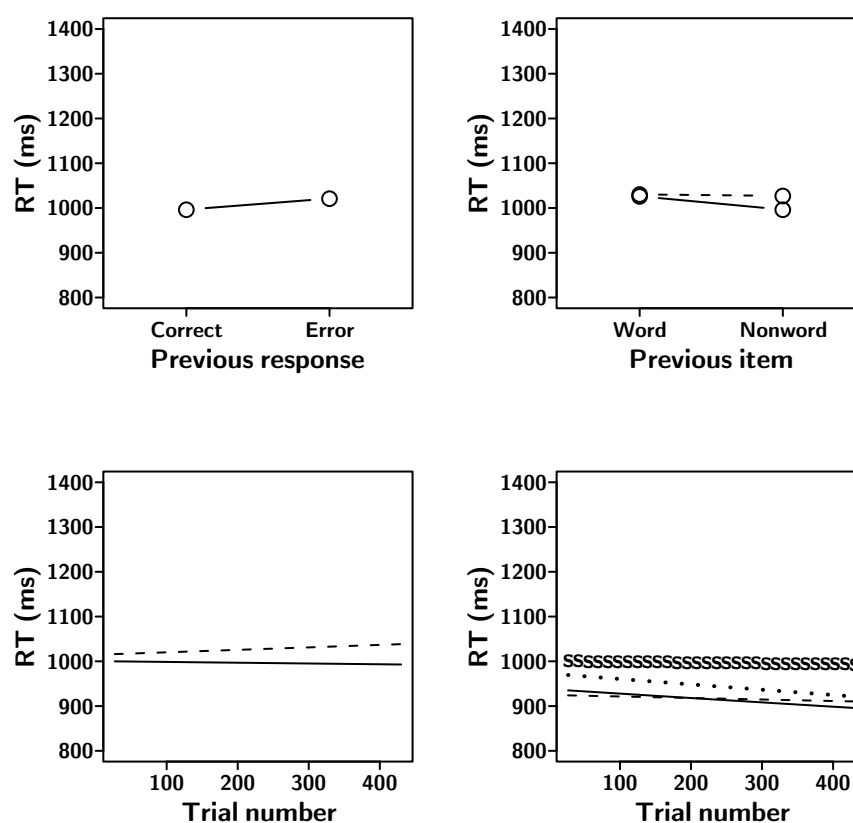 1400
1300
1200
1100
1000
900
800
RT (ms)
Correct Error
Previous response
1400
1300
1200
1100
1000
900
800
RT (ms)
Word Nonword
Previous item
1400
1300
1200
1100
1000
900
800
RT (ms)
100 200 300 400
Trial number
1400
1300
1200
1100
1000
900
800
RT (ms)
SSSSSSSSSSSSSSSSSSSSSSSSSSSSSS
100 200 300 400
Trial number